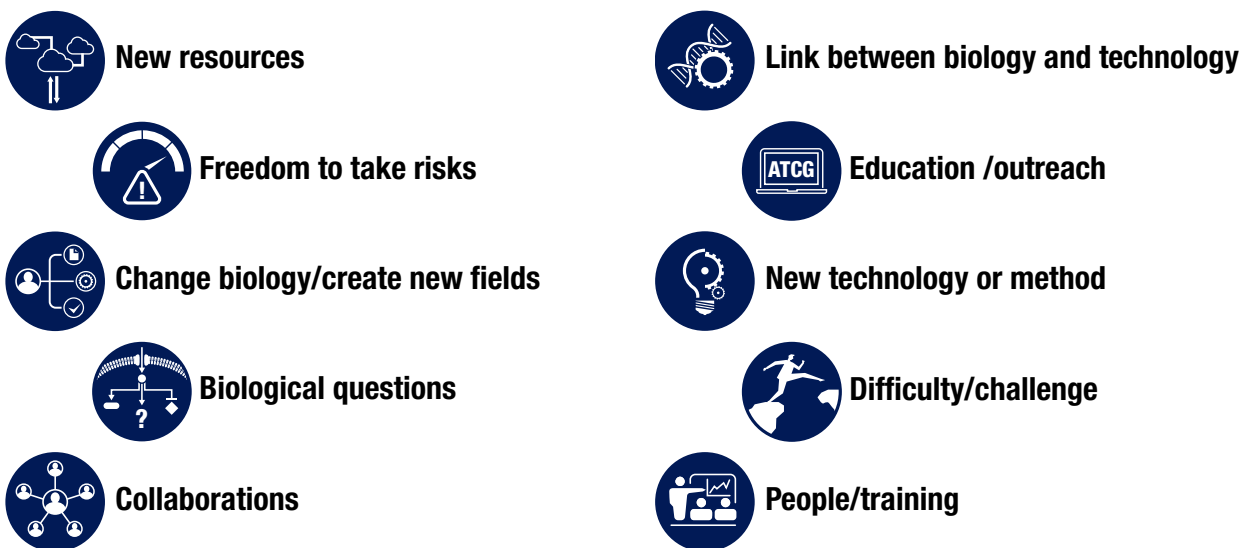 New resources
Freedom to take risks
!
Change biology/create new fields
Biological questions
?
Collaborations
Link between biology and technology
ATCG
Education /outreach
New technology or method
Difficulty/challenge
People/training